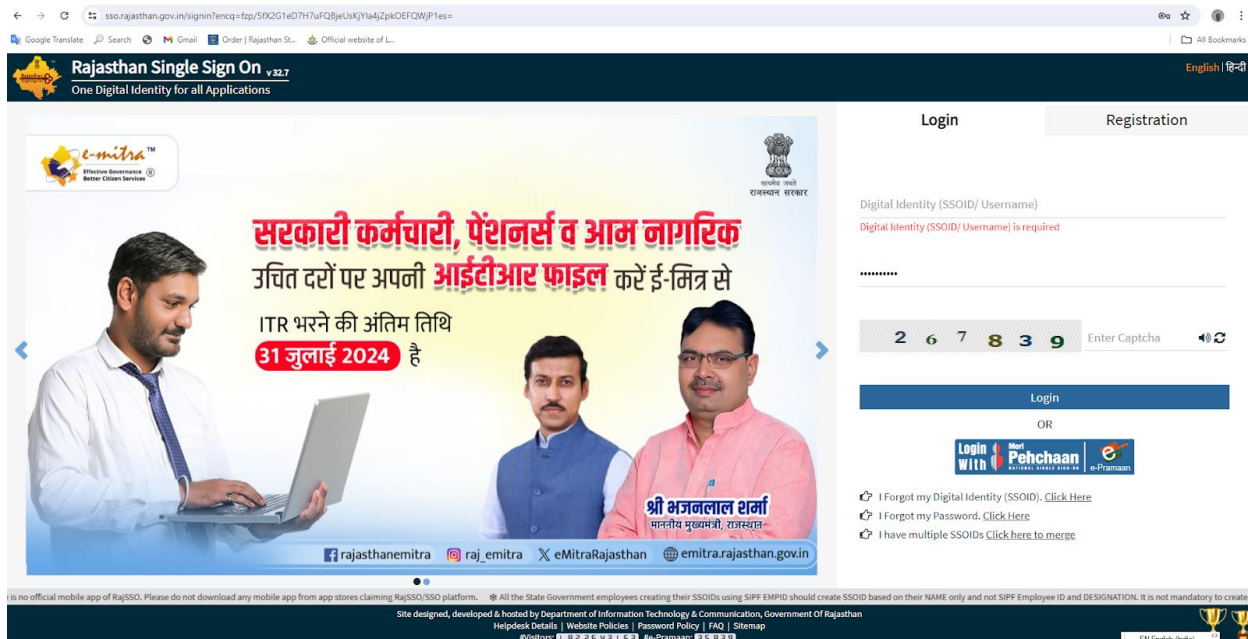 sso.rajasthan.gov.in/signin?encq=fzp/5fX2G1eD7H7uFQBjeUsKjYIa4jZpkOEFQWjP1es=
Google Translate Search Gmail Order | Rajasthan St... Official website of L... All Bookmarks
Rajasthan Single Sign On v 32.7
One Digital Identity for all Applications
English | हिन्दी
e-mitra™
Effective Governance
Better Citizen Services
सत्यमेव जयते
राजस्थान सरकार
सरकारी कर्मचारी, पेंशनर्स व आम नागरिक
उचित दरों पर अपनी आईटीआर फाइल करें ई-मित्र से
ITR भरने की अंतिम तिथि
31 जुलाई 2024 है
श्री भजनलाल शर्मा
माननीय मुख्यमंत्री, राजस्थान
rajasthanemitra raj_emitra eMitraRajasthan emitra.rajasthan.gov.in
Login Registration
Digital Identity (SSOID/ Username)
Digital Identity (SSOID/ Username) is required
••••••••••
2 6 7 8 3 9 Enter Captcha
Login
OR
Login With Meri Pehchaan NATIONAL SINGLE SIGN-ON e-Pramaan
I Forgot my Digital Identity (SSOID). Click Here
I Forgot my Password. Click Here
I have multiple SSOIDs Click here to merge
is no official mobile app of RajSSO. Please do not download any mobile app from app stores claiming RajSSO/SSO platform. All the State Government employees creating their SSOIDs using SIPF EMPID should create SSOID based on their NAME only and not SIPF Employee ID and DESIGNATION. It is not mandatory to create
Site designed, developed & hosted by Department of Information Technology & Communication, Government Of Rajasthan
Helpdesk Details | Website Policies | Password Policy | FAQ | Sitemap